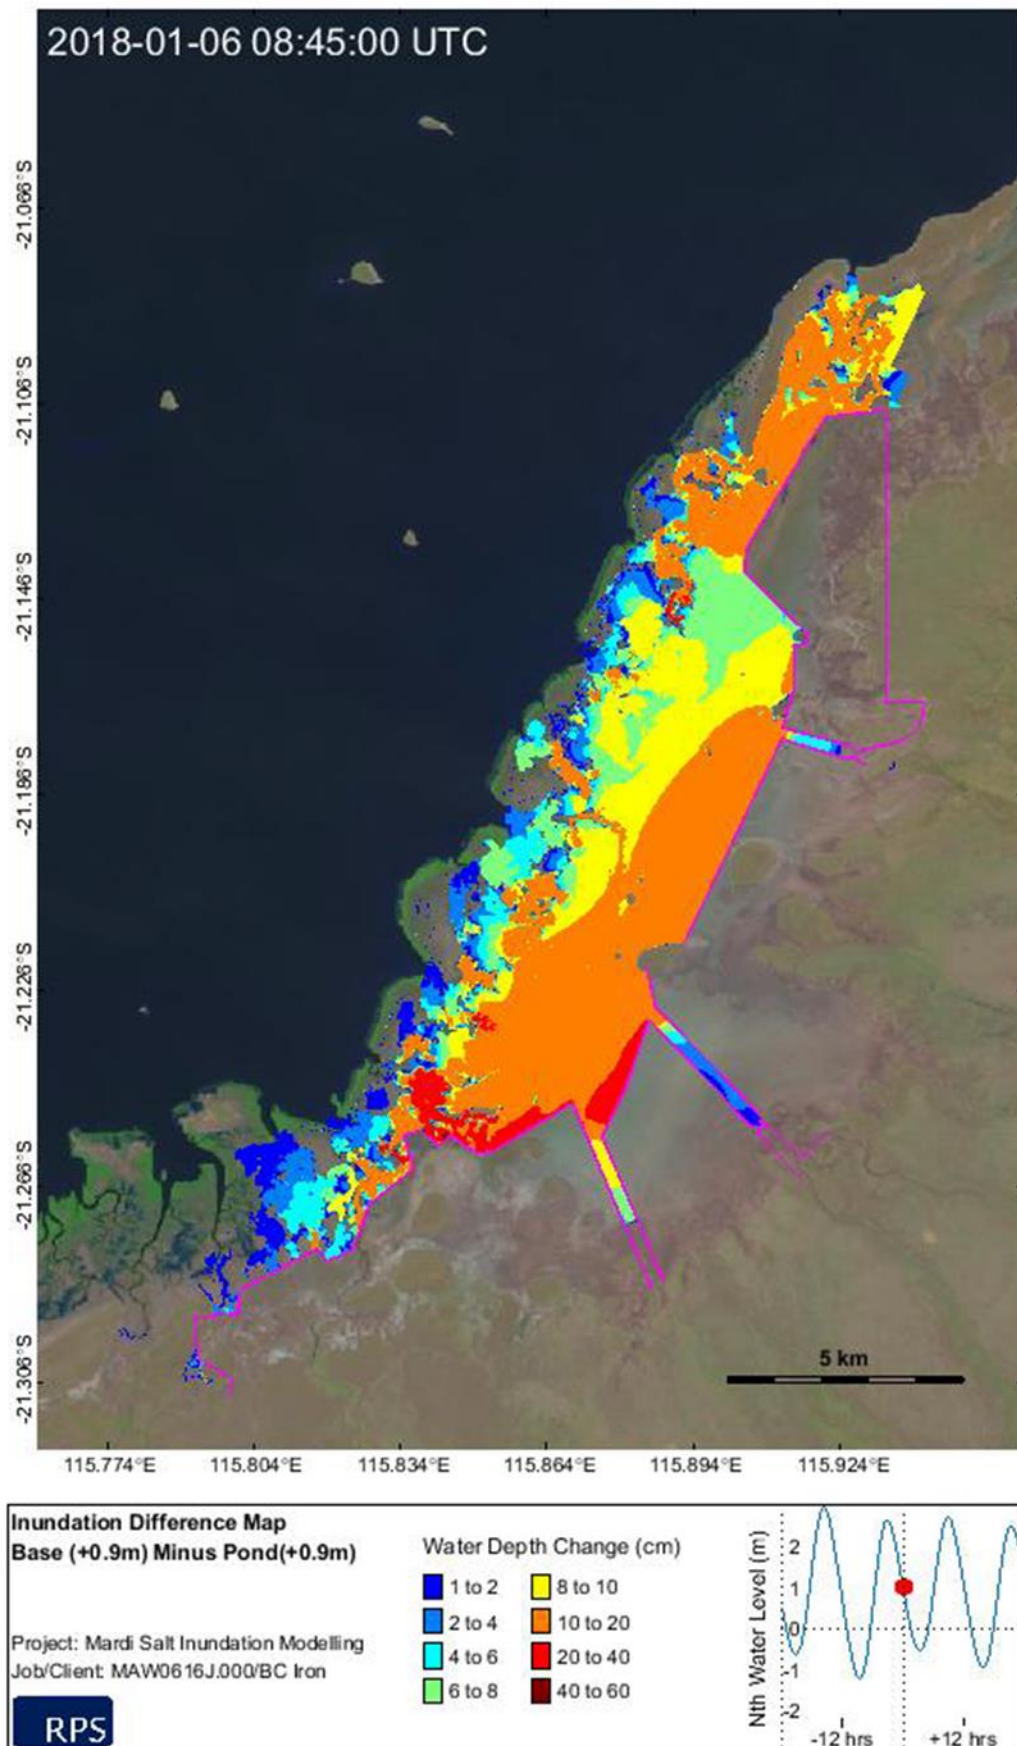 2018-01-06 08:45:00 UTC
-21.066°S
-21.106°S
-21.146°S
-21.186°S
-21.226°S
-21.266°S
-21.306°S
5 km
115.774°E 115.804°E 115.834°E 115.864°E 115.894°E 115.924°E
Inundation Difference Map
Base (+0.9m) Minus Pond(+0.9m)
Project: Mardi Salt Inundation Modelling
Job/Client: MAW0616J.000/BC Iron
RPS
Water Depth Change (cm)
1 to 2
2 to 4
4 to 6
6 to 8
8 to 10
10 to 20
20 to 40
40 to 60
Nth Water Level (m)
2
1
0
-1
-2
-12 hrs +12 hrs